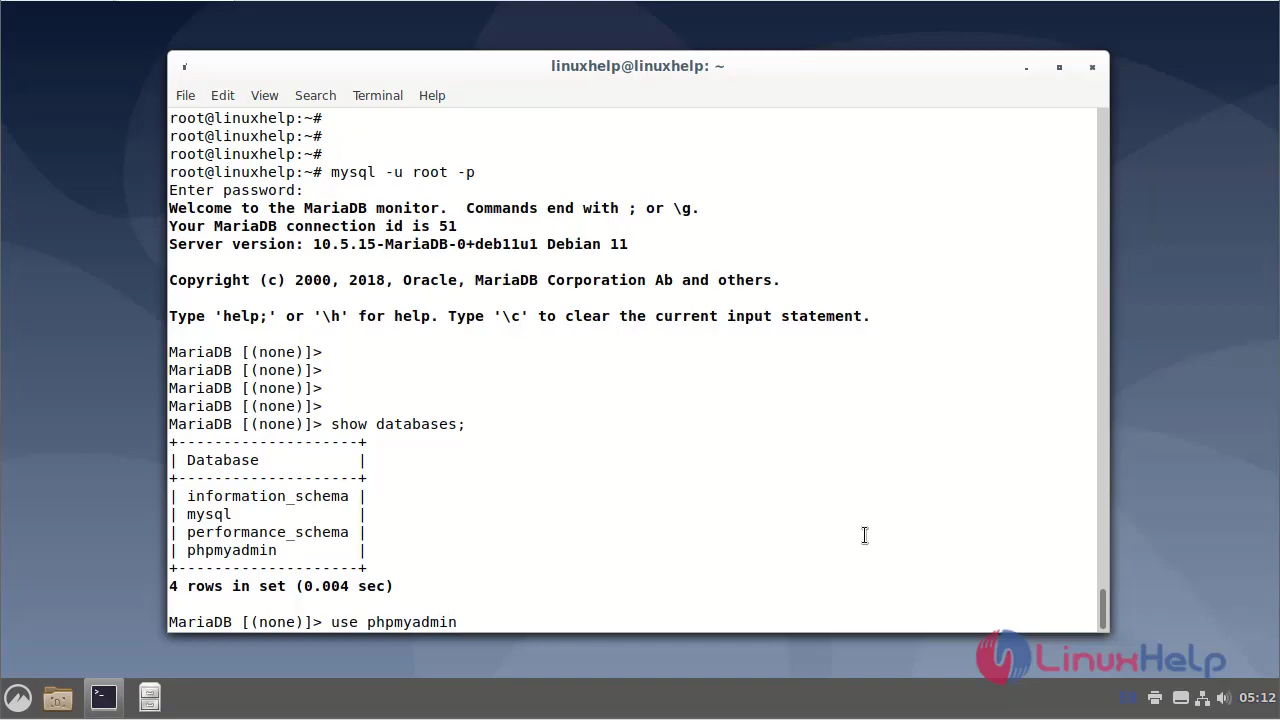 linuxhelp@linuxhelp: ~
File Edit View Search Terminal Help
root@linuxhelp:~#
root@linuxhelp:~#
root@linuxhelp:~#
root@linuxhelp:~# mysql -u root -p
Enter password:
Welcome to the MariaDB monitor.  Commands end with ; or \g.
Your MariaDB connection id is 51
Server version: 10.5.15-MariaDB-0+deb11u1 Debian 11
Copyright (c) 2000, 2018, Oracle, MariaDB Corporation Ab and others.
Type 'help;' or '\h' for help. Type '\c' to clear the current input statement.
MariaDB [(none)]>
MariaDB [(none)]>
MariaDB [(none)]>
MariaDB [(none)]>
MariaDB [(none)]> show databases;
+--------------------+
| Database           |
+--------------------+
| information_schema |
| mysql              |
| performance_schema |
| phpmyadmin         |
+--------------------+
4 rows in set (0.004 sec)
MariaDB [(none)]> use phpmyadmin
LinuxHelp
05:12